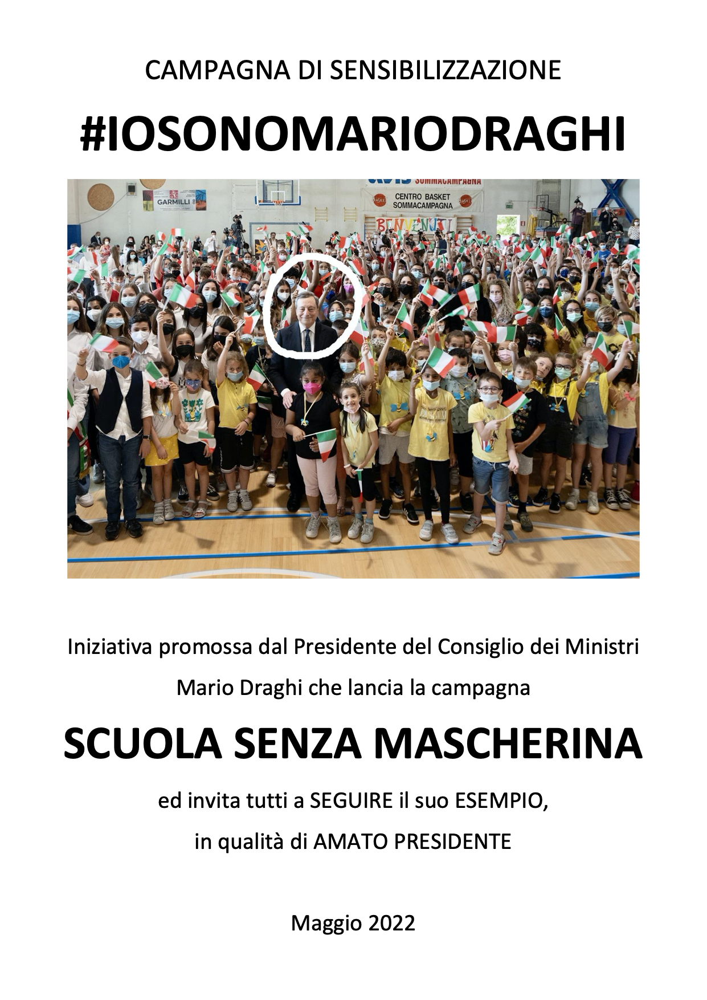 CAMPAGNA DI SENSIBILIZZAZIONE
#IOSONOMARIODRAGHI
SOMMACAMPAGNA
GARMILLI
CENTRO BASKET
SOMMACAMPAGNA
BASKET
BENVENUTI
Iniziativa promossa dal Presidente del Consiglio dei Ministri
Mario Draghi che lancia la campagna
SCUOLA SENZA MASCHERINA
ed invita tutti a SEGUIRE il suo ESEMPIO,
in qualità di AMATO PRESIDENTE
Maggio 2022